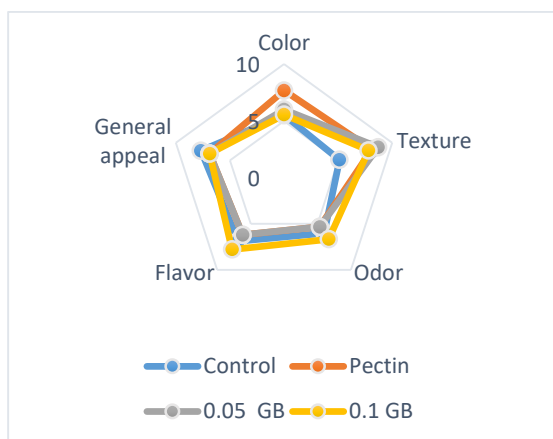 Color
10
5
0
General
appeal
Texture
Flavor
Odor
Control
Pectin
0.05 GB
0.1 GB